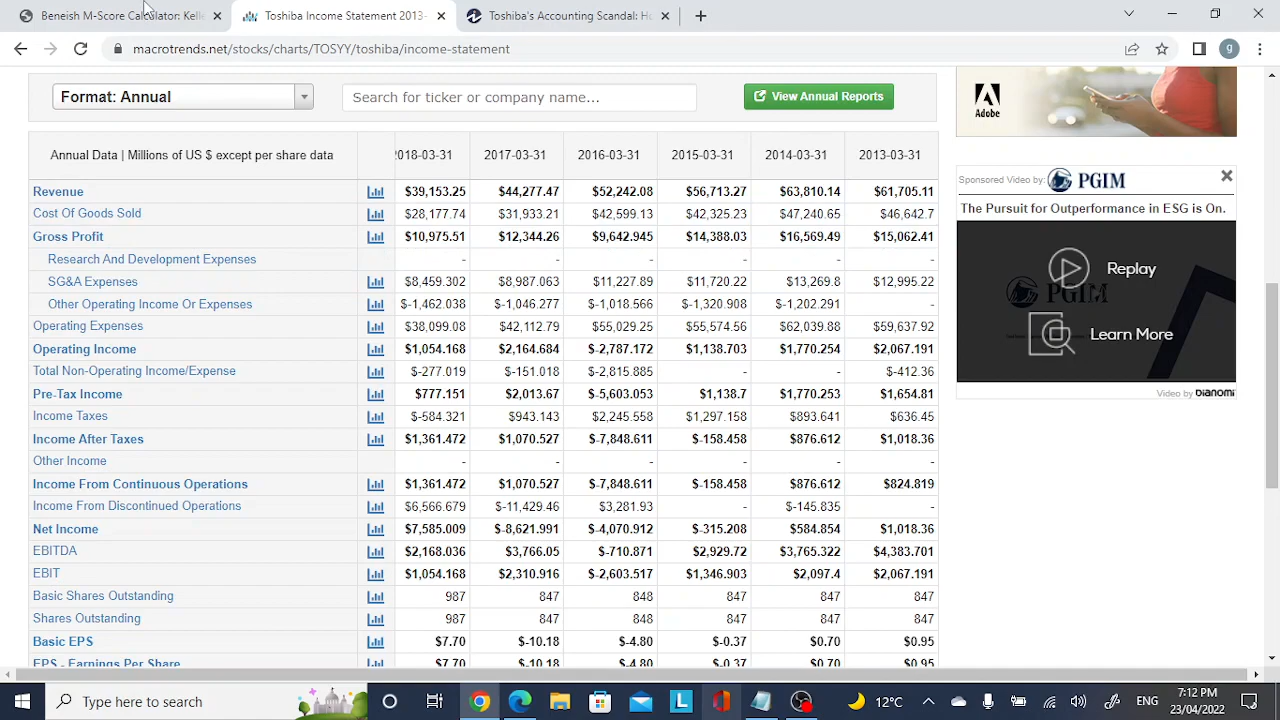 Beneish M-Score Calculator: Kell
Toshiba Income Statement 2013-
Toshiba's Accounting Scandal: H
macrotrends.net/stocks/charts/TOSYY/toshiba/income-statement
g
Format: Annual
Search for ticker or company name...
View Annual Reports
Adobe
Annual Data | Millions of US $ except per share data 2018-03-31 2017-03-31 2016-03-31 2015-03-31 2014-03-31 2013-03-31
Revenue $39,153.25 $44,277.47 $52,242.08 $56,713.27 $63,810.14 $61,705.11
Cost Of Goods Sold $28,177.74 $31,933.21 $42,599.13 $42,325.23 $47,240.65 $46,642.7
Gross Profit $10,975.51 $12,344.26 $9,642.945 $14,388.03 $16,569.49 $15,062.41
Research And Development Expenses - - - - - -
SG&A Expenses $8,459.302 $8,987.063 $11,227.89 $11,720.22 $13,269.8 $12,995.22
Other Operating Income Or Expenses $-1,462.038 $-1,046.277 $-1,018.566 $-1,320.908 $-1,202.291 -
Operating Expenses $38,099.08 $42,112.79 $55,029.25 $55,574.56 $62,039.88 $59,637.92
Operating Income $1,054.168 $2,164.684 $-2,787.172 $1,138.703 $1,770.254 $2,067.191
Total Non-Operating Income/Expense $-277.019 $-151.018 $-2,815.885 - - $-412.36
Pre-Tax Income $777.151 $2,013.67 $-5,603.053 $1,138.7 $1,770.253 $1,654.81
Income Taxes $-584.321 $943.143 $2,245.558 $1,297.158 $893.641 $636.45
Income After Taxes $1,361.472 $1,070.527 $-7,848.611 $-158.458 $876.612 $1,018.36
Other Income - - - - - -
Income From Continuous Operations $1,361.472 $1,070.527 $-7,848.611 $-158.458 $876.612 $824.819
Income From Discontinued Operations $6,566.679 $-11,429.46 $3,281.93 - $-145.835 -
Net Income $7,585.009 $-8,621.991 $-4,070.912 $-315.208 $584.854 $1,018.36
EBITDA $2,168.036 $3,766.05 $-710.871 $2,929.72 $3,765.322 $4,383.701
EBIT $1,054.168 $2,310.916 $-2,603.517 $1,346.903 $2,097.4 $2,067.191
Basic Shares Outstanding 987 847 848 847 847 847
Shares Outstanding 987 847 848 847 847 847
Basic EPS $7.70 $-10.18 $-4.80 $-0.37 $0.70 $0.95
EPS - Earnings Per Share $7.70 $-10.18 $-4.80 $-0.37 $0.70 $0.95
Sponsored Video by: PGIM
The Pursuit for Outperformance in ESG is On.
Replay
PGIM
Learn More
Video by DIANOMI
Type here to search
L
12°C
ENG
7:12 PM
23/04/2022